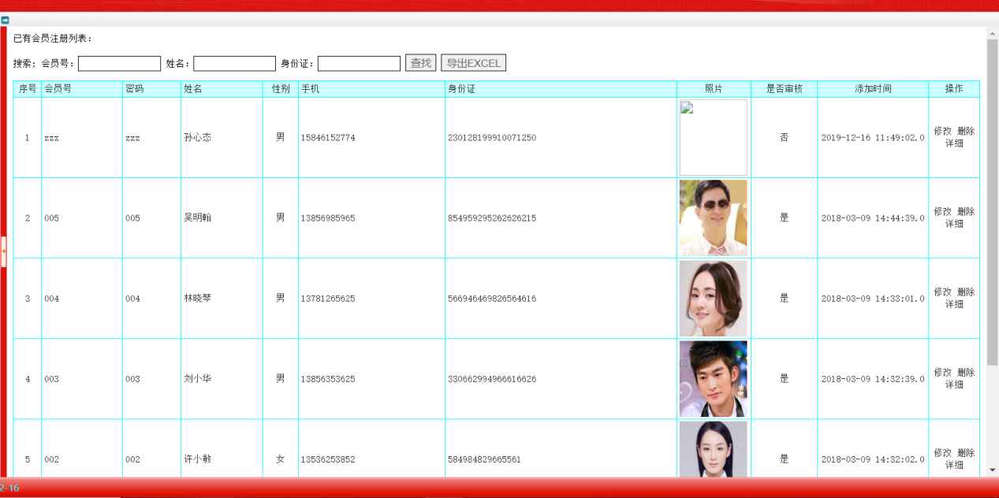 已有会员注册列表:
搜索: 会员号: 姓名: 身份证: 查找 导出EXCEL
序号 会员号 密码 姓名 性别 手机 身份证 照片 是否审核 添加时间 操作
1 zzz zzz 孙心态 男 15846152774 230128199910071250 否 2019-12-16 11:49:02.0 修改 删除
详细
2 005 005 吴明翰 男 13856985965 854959295262626215 是 2018-03-09 14:44:39.0 修改 删除
详细
3 004 004 林晓琴 男 13781265625 566946469826564616 是 2018-03-09 14:33:01.0 修改 删除
详细
4 003 003 刘小华 男 13856353625 330662994966616626 是 2018-03-09 14:32:39.0 修改 删除
详细
5 002 002 许小敏 女 13536253852 584984829665561 是 2018-03-09 14:32:02.0 修改 删除
详细
2-16